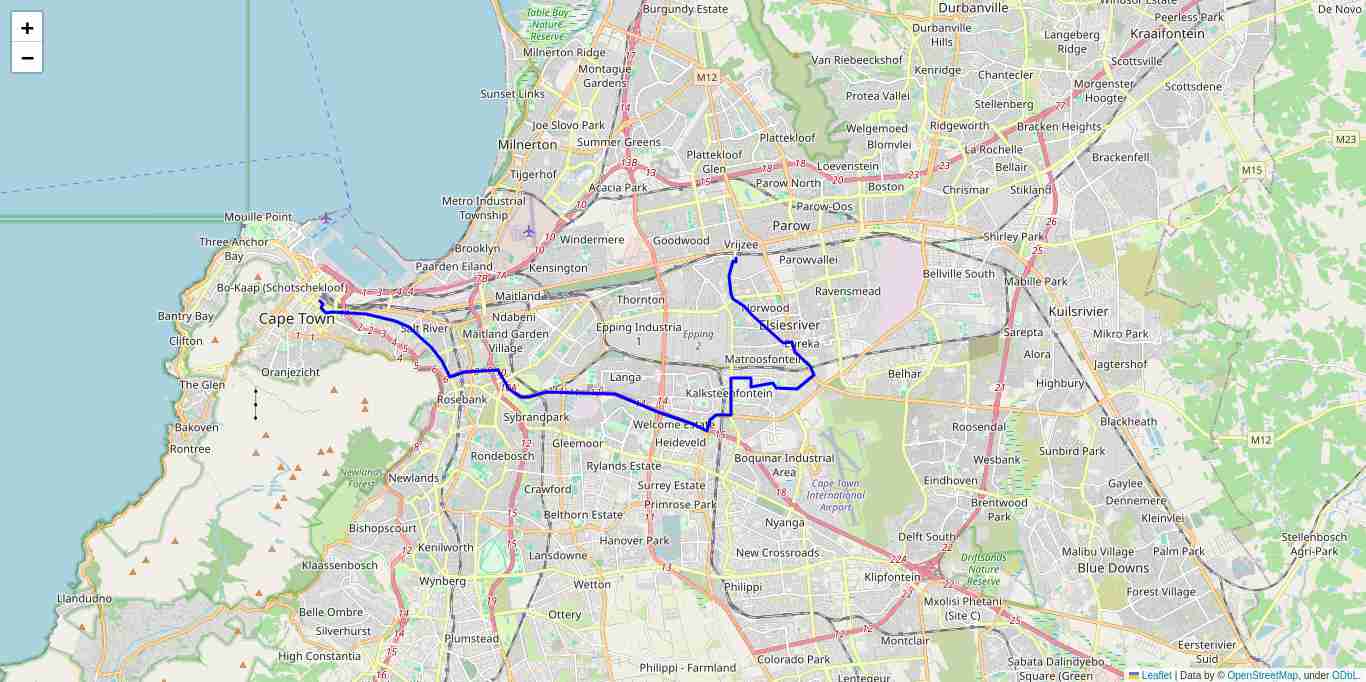 +
−
Table Bay
Nature
Reserve
Burgundy Estate
Durbanville
Windsor Estate
Peerless Park
De Novo
Milnerton Ridge
Durbanville
Hills
Langeberg
Ridge
Kraaifontein
Van Riebeeckshof
Scottsville
Montague
Gardens
M12
Kenridge
Chantecler
Morgenster
Hoogte
Scottsdene
Sunset Links
Protea Vallei
Stellenberg
Joe Slovo Park
Welgemoed
Ridgeworth
Bracken Heights
Milnerton
Summer Greens
Plattekloof
Blomvlei
La Rochelle
M23
Plattekloof
Glen
Loevenstein
Bellair
Brackenfell
M15
Tijgerhof
Acacia Park
Parow North
Boston
Chrismar
Stikland
Metro Industrial
Township
Parow-Oos
Mouille Point
Parow
Three Anchor
Bay
Windermere
Goodwood
Vrijzee
Shirley Park
Brooklyn
Paarden Eiland
Kensington
Parowvallei
Bellville South
Mabille Park
Bo-Kaap (Schotschekloof)
Maitland
Thornton
Ravensmead
Kuilsrivier
Bantry Bay
Cape Town
Ndabeni
Norwood
Salt River
Maitland Garden
Village
Epping Industria
1
Epping
2
Elsiesriver
Sarepta
Mikro Park
Clifton
Eureka
Oranjezicht
Matroosfontein
Alora
Jagtershof
The Glen
Langa
Belhar
Highbury
Rosebank
Kalksteenfontein
Bakoven
Sybrandpark
Welcome Estate
Roosendal
Blackheath
Rontree
Gleemoor
Heideveld
M12
Rondebosch
Boquinar Industrial
Area
Wesbank
Sunbird Park
Newlands
Forest
Newlands
Rylands Estate
Surrey Estate
Cape Town
International
Airport
Eindhoven
Gaylee
Crawford
Primrose Park
Brentwood
Park
Dennemere
Bishopscourt
Belthorn Estate
Nyanga
Kleinvlei
Hanover Park
Delft South
Stellenbosch
Agri-Park
Kenilworth
Lansdowne
New Crossroads
Malibu Village
Palm Park
Klaassenbosch
Driftsands
Nature
Reserve
Blue Downs
Wynberg
Wetton
Philippi
Klipfontein
Forest Village
Llandudno
Belle Ombre
Ottery
Mxolisi Phetani
(Site C)
Silverhurst
Plumstead
Montclair
Eersterivier
Suid
High Constantia
Philippi - Farmland
Colorado Park
Sabata Dalindyebo
Square (Green
Lentegeur
Leaflet | Data by © OpenStreetMap, under ODbL.